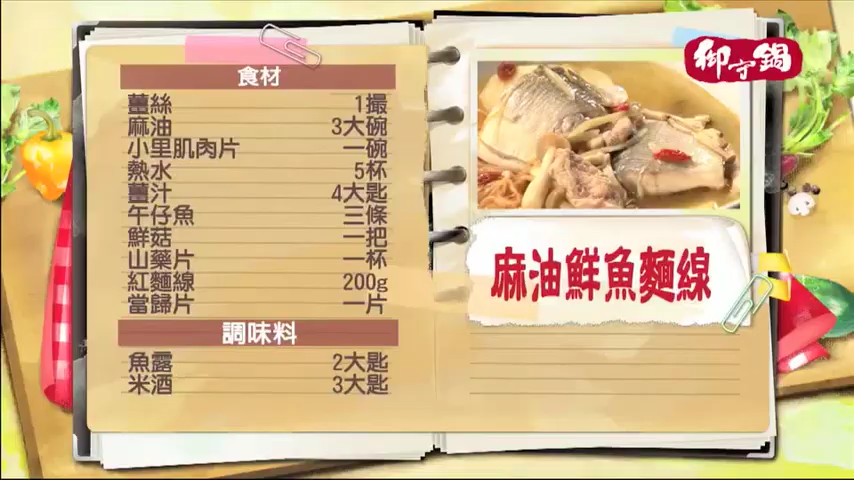 食材
薑絲 1撮
麻油 3大碗
小里肌肉片 一碗
熱水 5杯
薑汁 4大匙
午仔魚 三條
鮮菇 一把
山藥片 一杯
紅麵線 200g
當歸片 一片
調味料
魚露 2大匙
米酒 3大匙
御守鍋
麻油鮮魚麵線